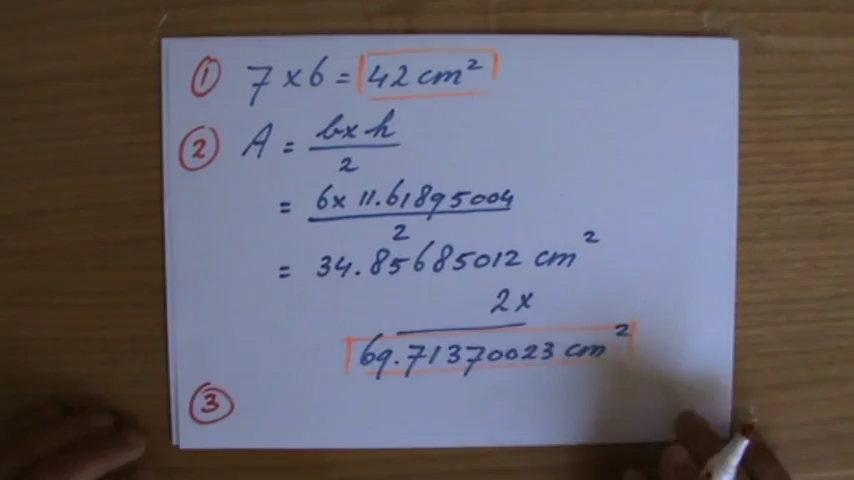 ① 7 x 6 = 42 cm²
② A = b x h
2
= 6 x 11.61895004
2
= 34.85685012 cm²
2 x
69.71370023 cm²
③